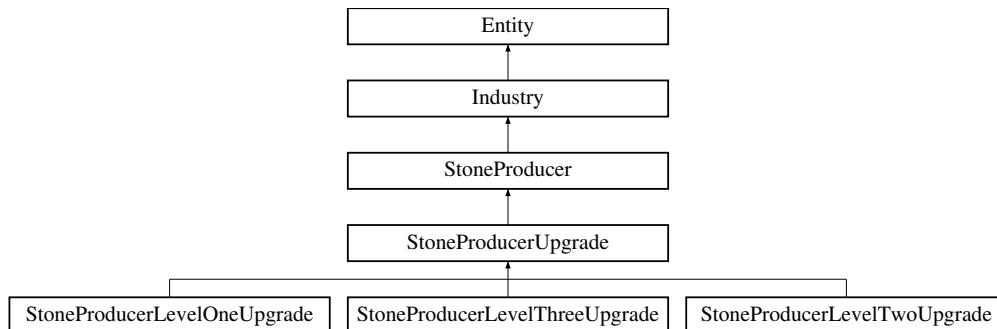 Entity
Industry
StoneProducer
StoneProducerUpgrade
StoneProducerLevelOneUpgrade
StoneProducerLevelThreeUpgrade
StoneProducerLevelTwoUpgrade